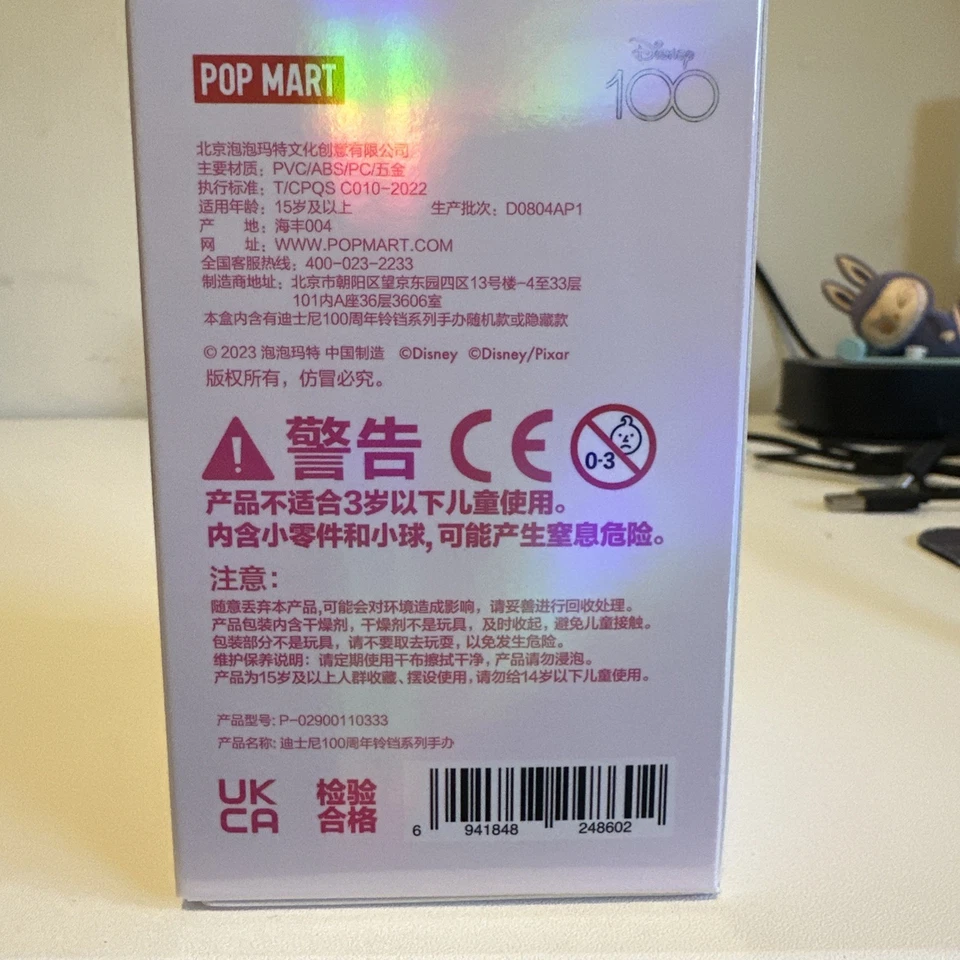 POP MART
Disney
100
北京泡泡玛特文化创意有限公司
主要材质：PVC/ABS/PC/五金
执行标准：T/CPQS C010-2022
适用年龄：15岁及以上 生产批次：D0804AP1
产 地：海丰004
网 址：WWW.POPMART.COM
全国客服热线：400-023-2233
制造商地址：北京市朝阳区望京东园四区13号楼-4至33层
101内A座36层3606室
本盒内含有迪士尼100周年铃铛系列手办随机款或隐藏款
© 2023 泡泡玛特 中国制造 ©Disney ©Disney/Pixar
版权所有，仿冒必究。
警告 CE 0-3
产品不适合3岁以下儿童使用。
内含小零件和小球，可能产生窒息危险。
注意：
随意丢弃本产品,可能会对环境造成影响，请妥善进行回收处理。
产品包装内含干燥剂，干燥剂不是玩具，及时收起，避免儿童接触。
包装部分不是玩具，请不要取去玩耍，以免发生危险。
维护保养说明：请定期使用干布擦拭干净，产品请勿浸泡。
产品为15岁及以上人群收藏、摆设使用，请勿给14岁以下儿童使用。
产品型号: P-02900110333
产品名称: 迪士尼100周年铃铛系列手办
UK
CA
检验
合格
6 941848 248602